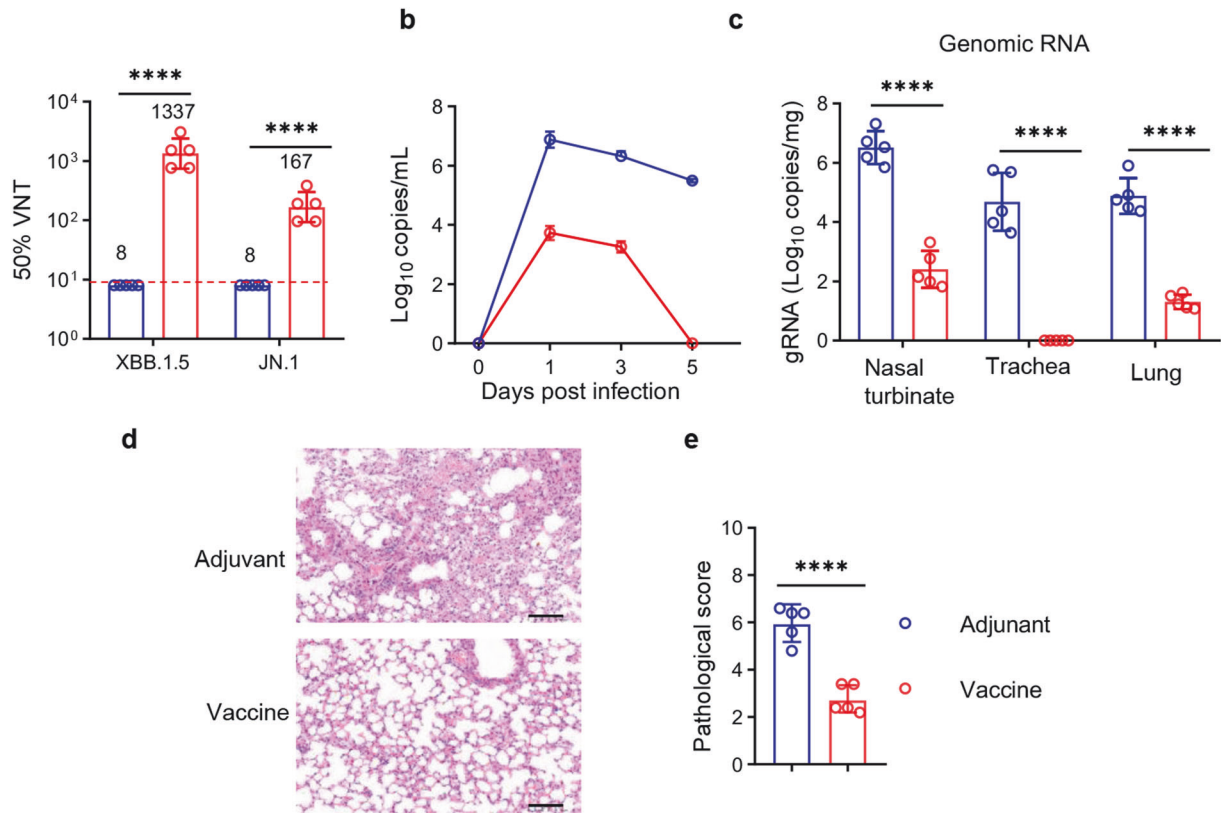 b
c
Genomic RNA
****
1337
****
167
8
8
50% VNT
10⁴
10³
10²
10¹
10⁰
XBB.1.5
JN.1
Log₁₀ copies/mL
8
6
4
2
0
0
1
3
5
Days post infection
gRNA (Log₁₀ copies/mg)
8
6
4
2
0
****
****
****
Nasal
turbinate
Trachea
Lung
d
Adjuvant
Vaccine
e
Pathological score
10
8
6
4
2
0
****
Adjunant
Vaccine